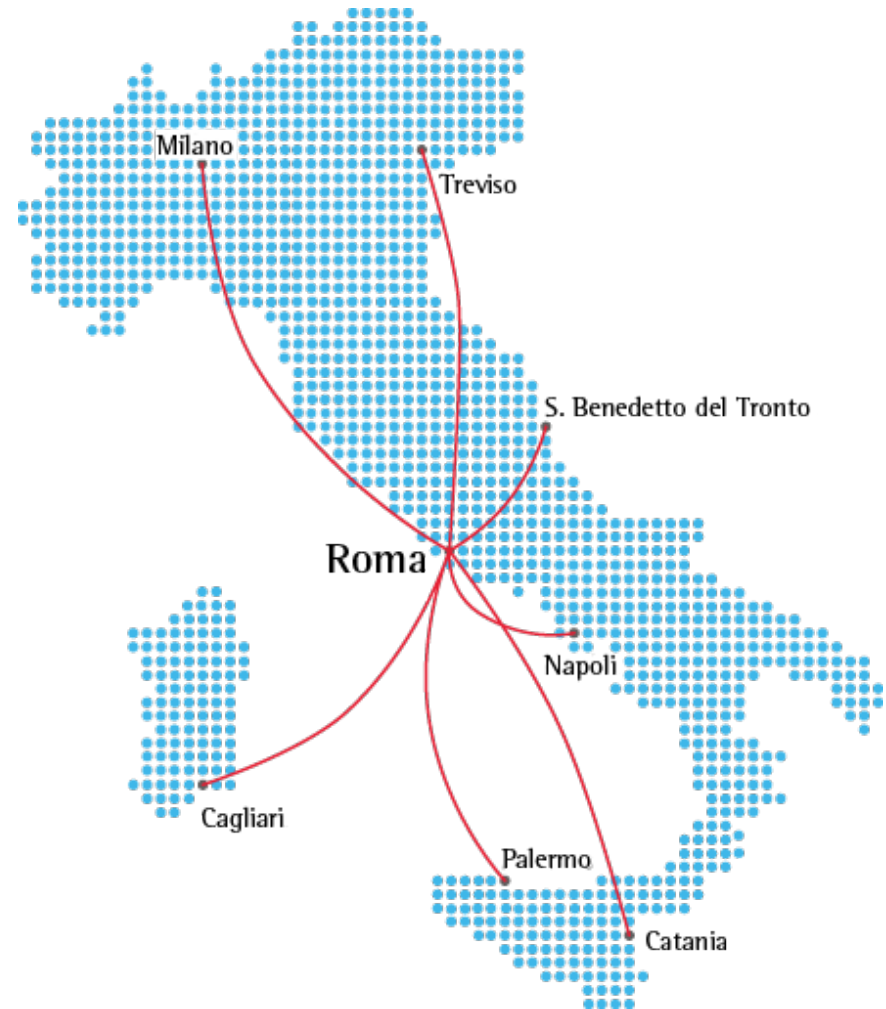 Milano
Treviso
S. Benedetto del Tronto
Roma
Napoli
Cagliari
Palermo
Catania